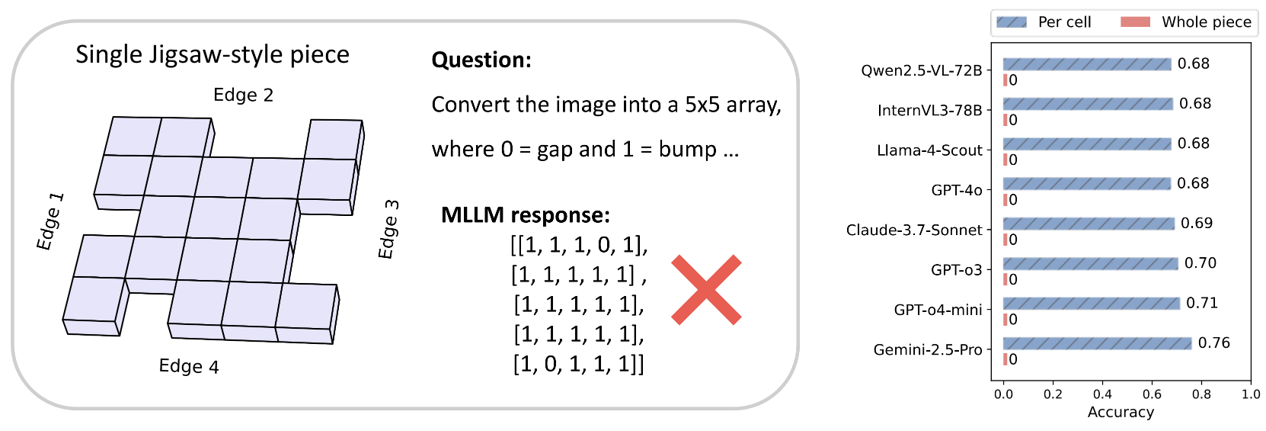 Single Jigsaw-style piece
Edge 2
Edge 1
Edge 3
Edge 4
Question:
Convert the image into a 5x5 array,
where 0 = gap and 1 = bump ...
MLLM response:
[[1, 1, 1, 0, 1],
[1, 1, 1, 1, 1] ,
[1, 1, 1, 1, 1],
[1, 1, 1, 1, 1],
[1, 0, 1, 1, 1]]
Per cell Whole piece
Qwen2.5-VL-72B 0.68 0
InternVL3-78B 0.68 0
Llama-4-Scout 0.68 0
GPT-4o 0.68 0
Claude-3.7-Sonnet 0.69 0
GPT-o3 0.70 0
GPT-o4-mini 0.71 0
Gemini-2.5-Pro 0.76 0
0.0 0.2 0.4 0.6 0.8 1.0
Accuracy